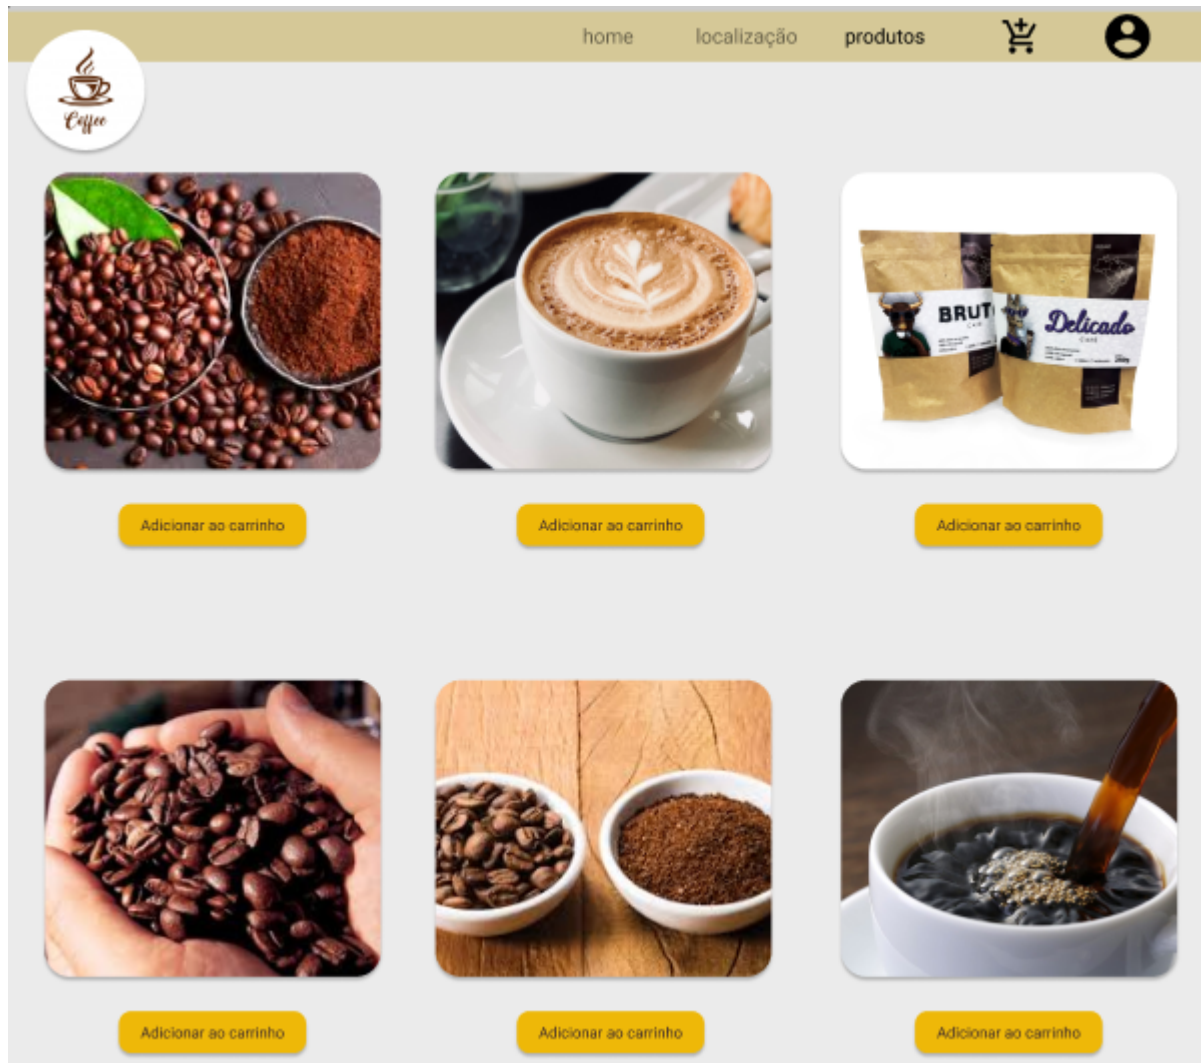 home localização produtos
Coffee
BRUT
Delicado
CAFÉ
Adicionar ao carrinho Adicionar ao carrinho Adicionar ao carrinho
Adicionar ao carrinho Adicionar ao carrinho Adicionar ao carrinho